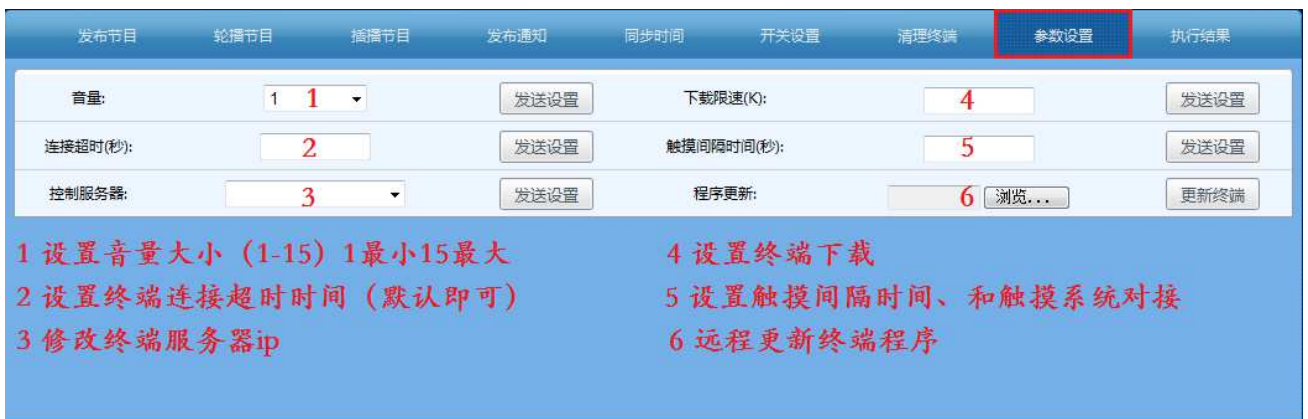 发布节目 轮播节目 插播节目 发布通知 同步时间 开关设置 清理终端 参数设置 执行结果
音量: 1 1 发送设置 下载限速(K): 4 发送设置
连接超时(秒): 2 发送设置 触摸间隔时间(秒): 5 发送设置
控制服务器: 3 发送设置 程序更新: 6 浏览... 更新终端
1 设置音量大小（1-15）1最小15最大 4 设置终端下载
2 设置终端连接超时时间（默认即可） 5 设置触摸间隔时间、和触摸系统对接
3 修改终端服务器ip 6 远程更新终端程序